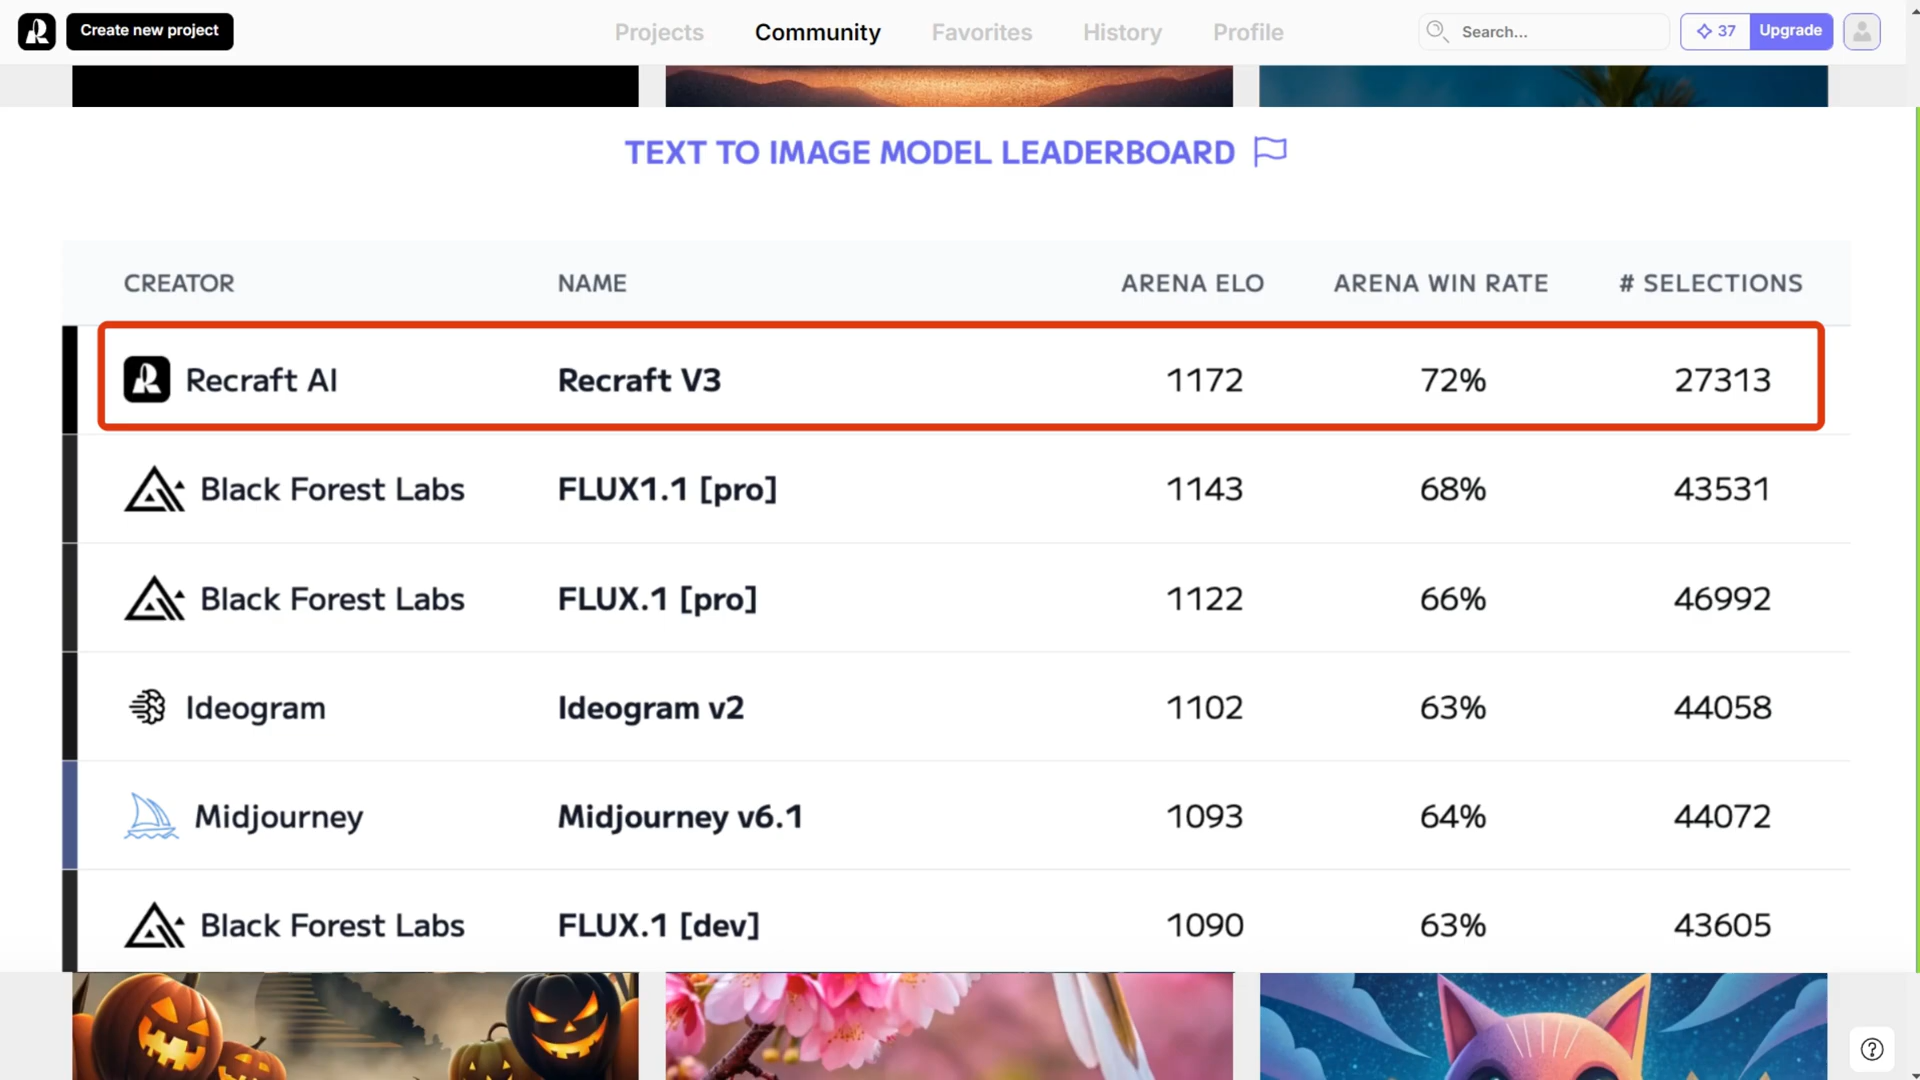 Create new project Projects Community Favorites History Profile Search... 37 Upgrade
TEXT TO IMAGE MODEL LEADERBOARD
CREATOR NAME ARENA ELO ARENA WIN RATE # SELECTIONS
Recraft AI Recraft V3 1172 72% 27313
Black Forest Labs FLUX1.1 [pro] 1143 68% 43531
Black Forest Labs FLUX.1 [pro] 1122 66% 46992
Ideogram Ideogram v2 1102 63% 44058
Midjourney Midjourney v6.1 1093 64% 44072
Black Forest Labs FLUX.1 [dev] 1090 63% 43605